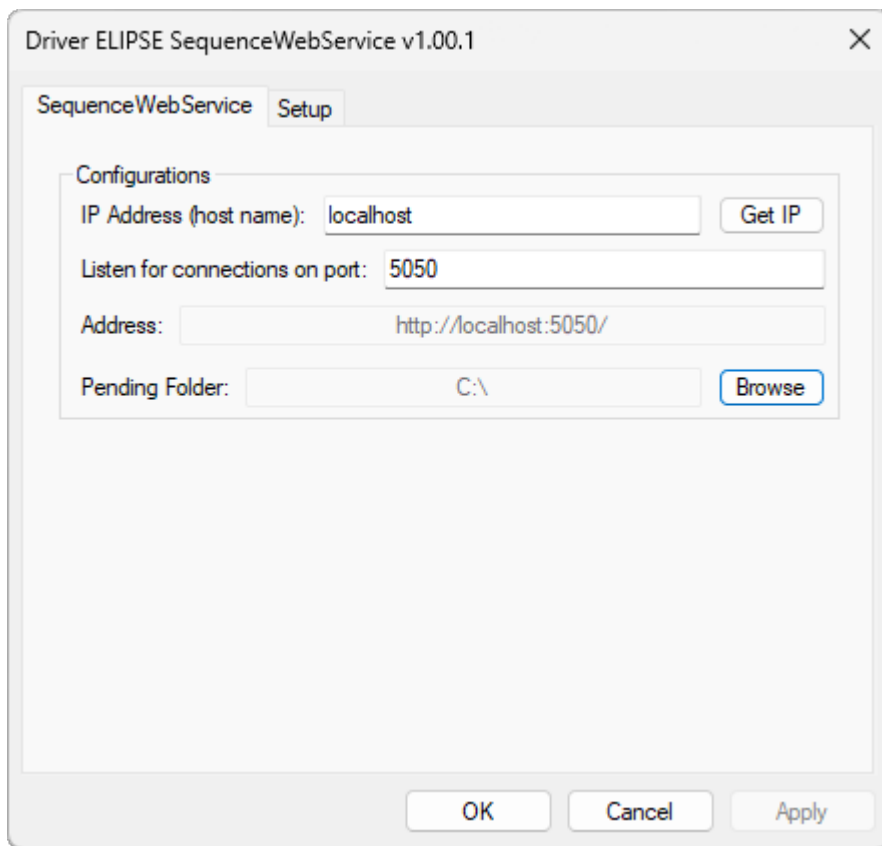 Driver ELIPSE SequenceWebService v1.00.1
SequenceWebService Setup
Configurations
IP Address (host name): localhost Get IP
Listen for connections on port: 5050
Address: http://localhost:5050/
Pending Folder: C:\ Browse
OK Cancel Apply